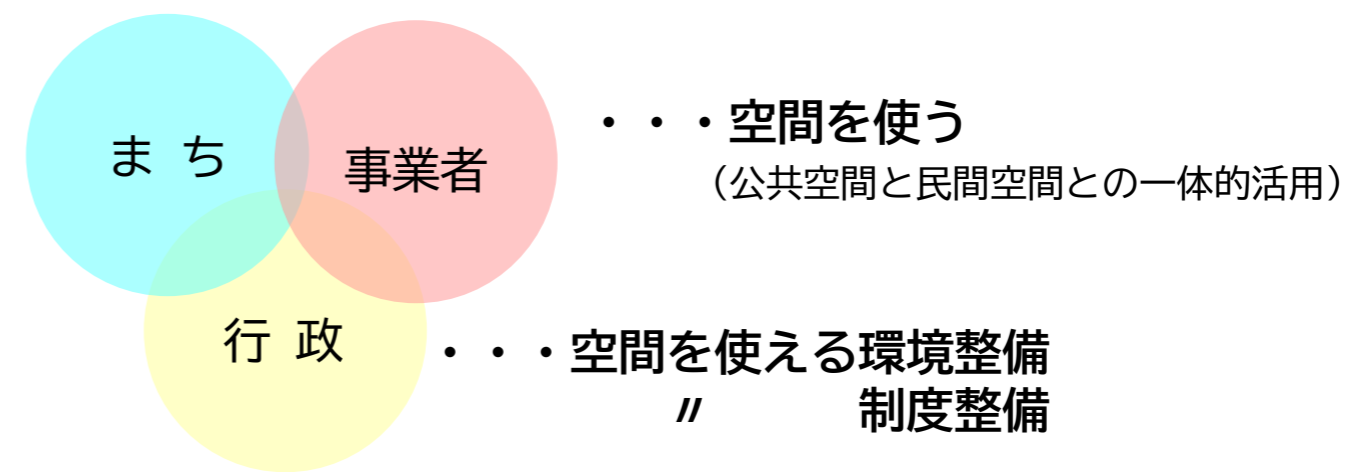 ま ち
事業者
・・・空間を使う
（公共空間と民間空間との一体的活用）
行 政
・・・空間を使える環境整備
〃 制度整備